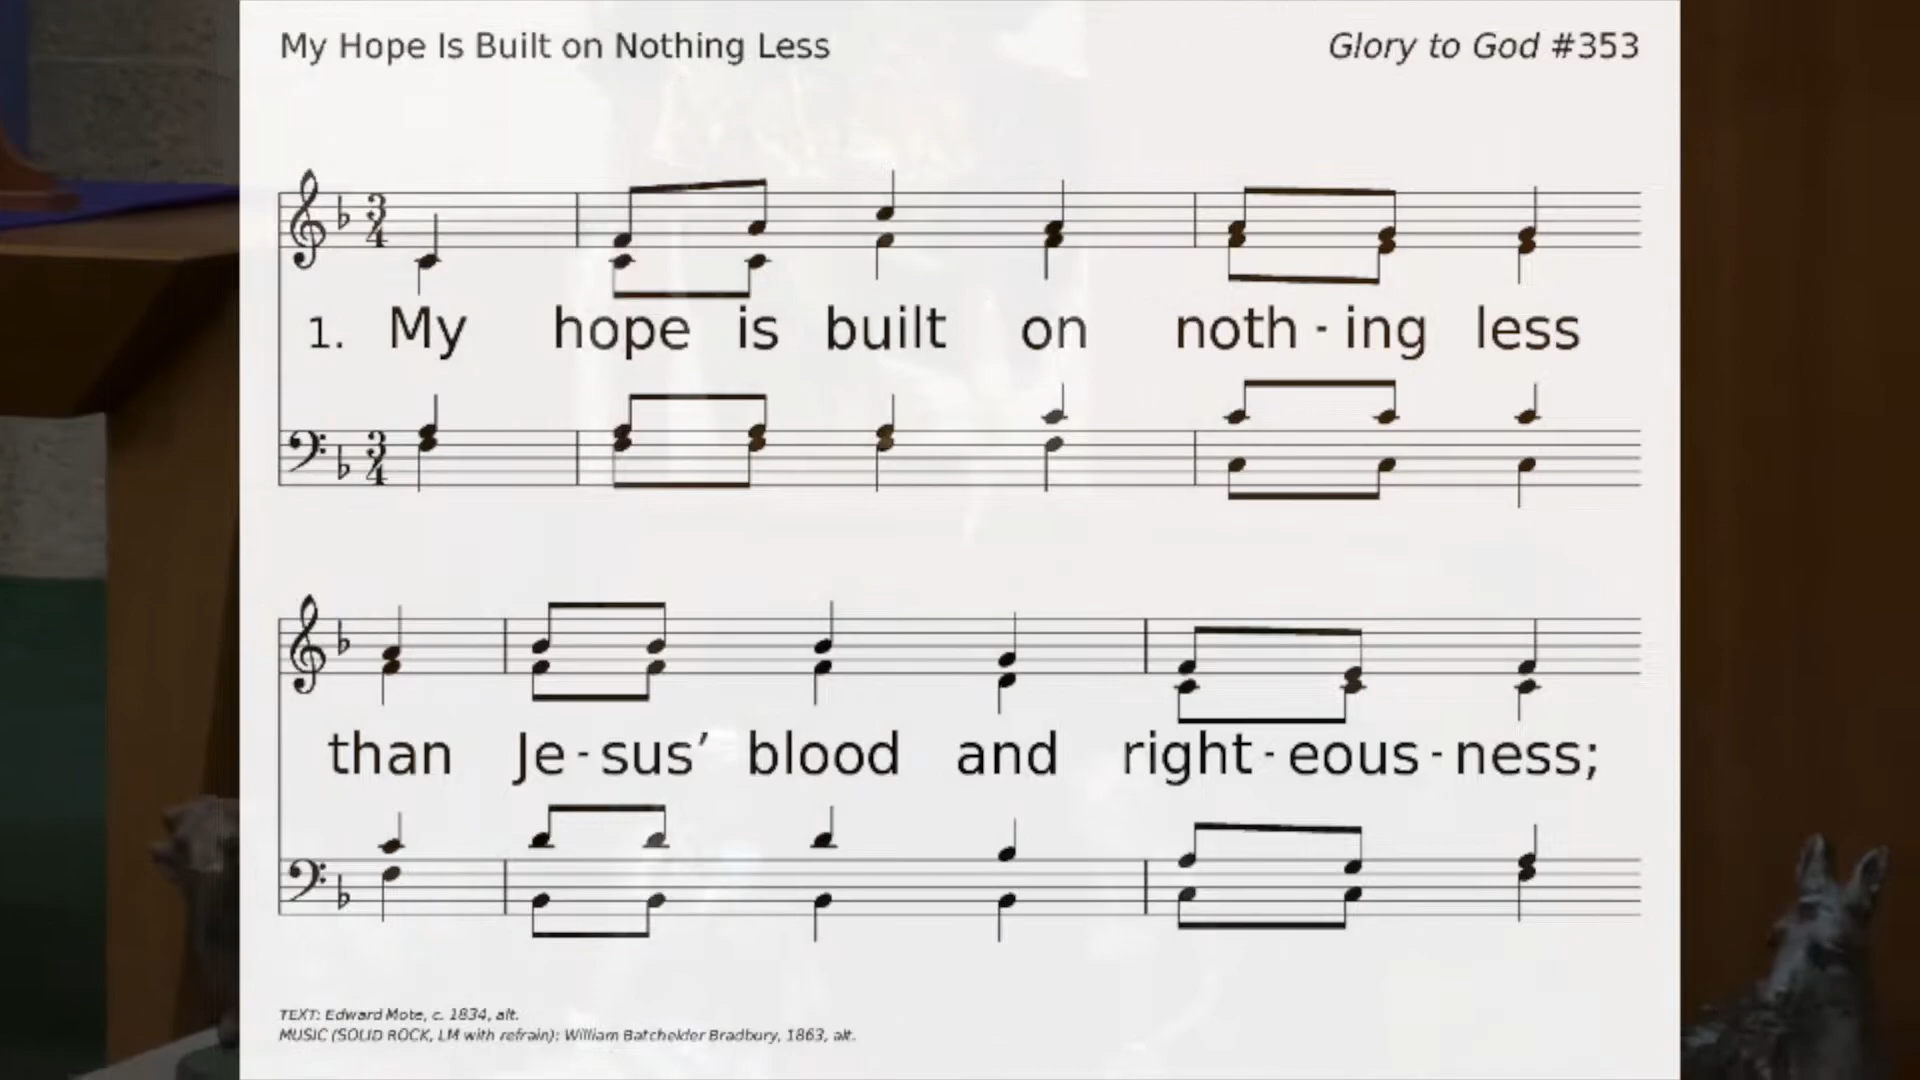 My Hope Is Built on Nothing Less
Glory to God #353
1. My hope is built on noth - ing less
than Je - sus’ blood and right - eous - ness;
TEXT: Edward Mote, c. 1834, alt.
MUSIC (SOLID ROCK, LM with refrain): William Batchelder Bradbury, 1863, alt.